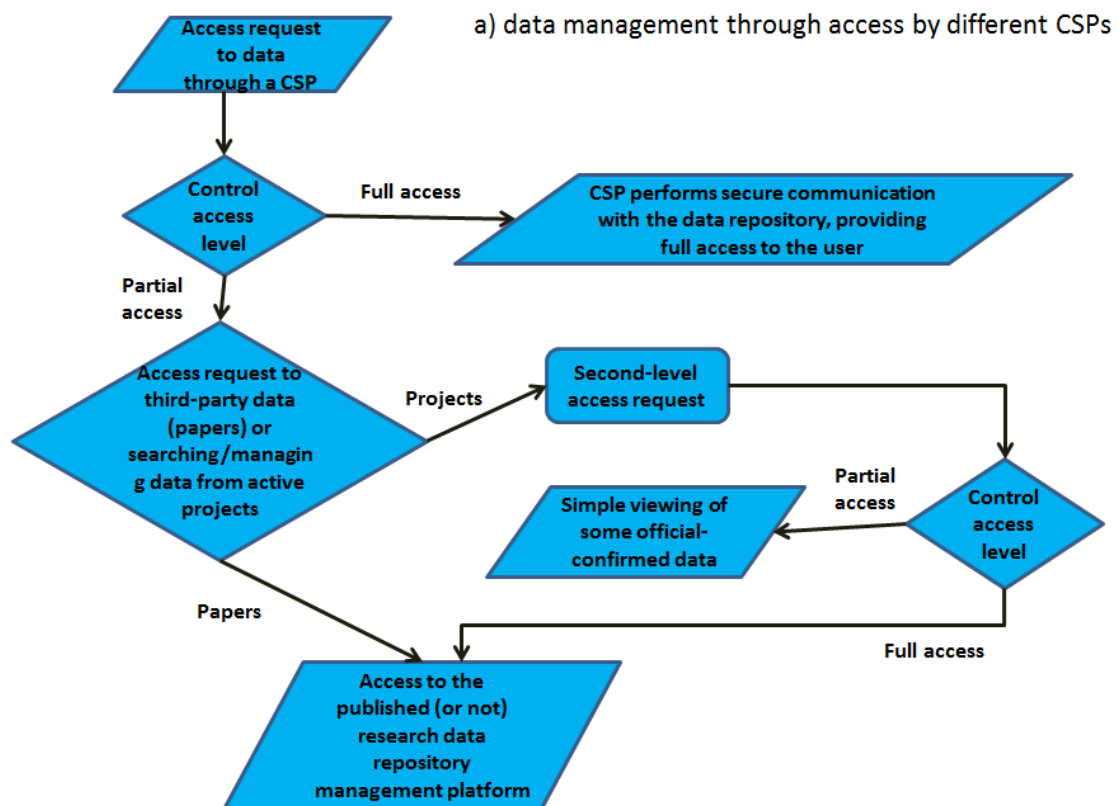 a) data management through access by different CSPs
Access request
to data
through a CSP
Control
access
level
Full access
CSP performs secure communication
with the data repository, providing
full access to the user
Partial
access
Access request to
third-party data
(papers) or
searching/managin
g data from active
projects
Projects
Second-level
access request
Control
access
level
Partial
access
Simple viewing of
some official-
confirmed data
Papers
Full access
Access to the
published (or not)
research data
repository
management platform